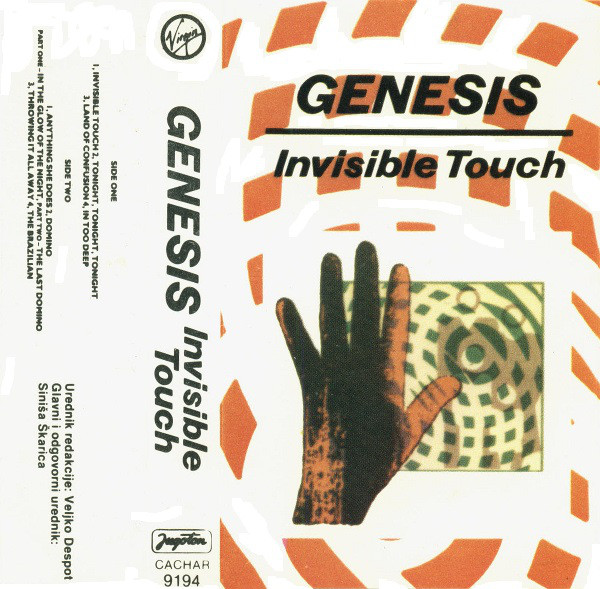 Virgin
SIDE ONE
1, INVISIBLE TOUCH 2, TONIGHT, TONIGHT, TONIGHT
3, LAND OF CONFUSION 4, IN TOO DEEP
SIDE TWO
1, ANYTHING SHE DOES 2, DOMINO
PART ONE - IN THE GLOW OF THE NIGHT, PART TWO - THE LAST DOMINO
3, THROWING IT ALL AWAY 4, THE BRAZILIAN
Urednik redakcije: Veljko Despot
Glavni i odgovorni urednik:
Siniša Škarica
GENESIS Invisible
Touch
Jugoton
CACHAR
9194
GENESIS
Invisible Touch